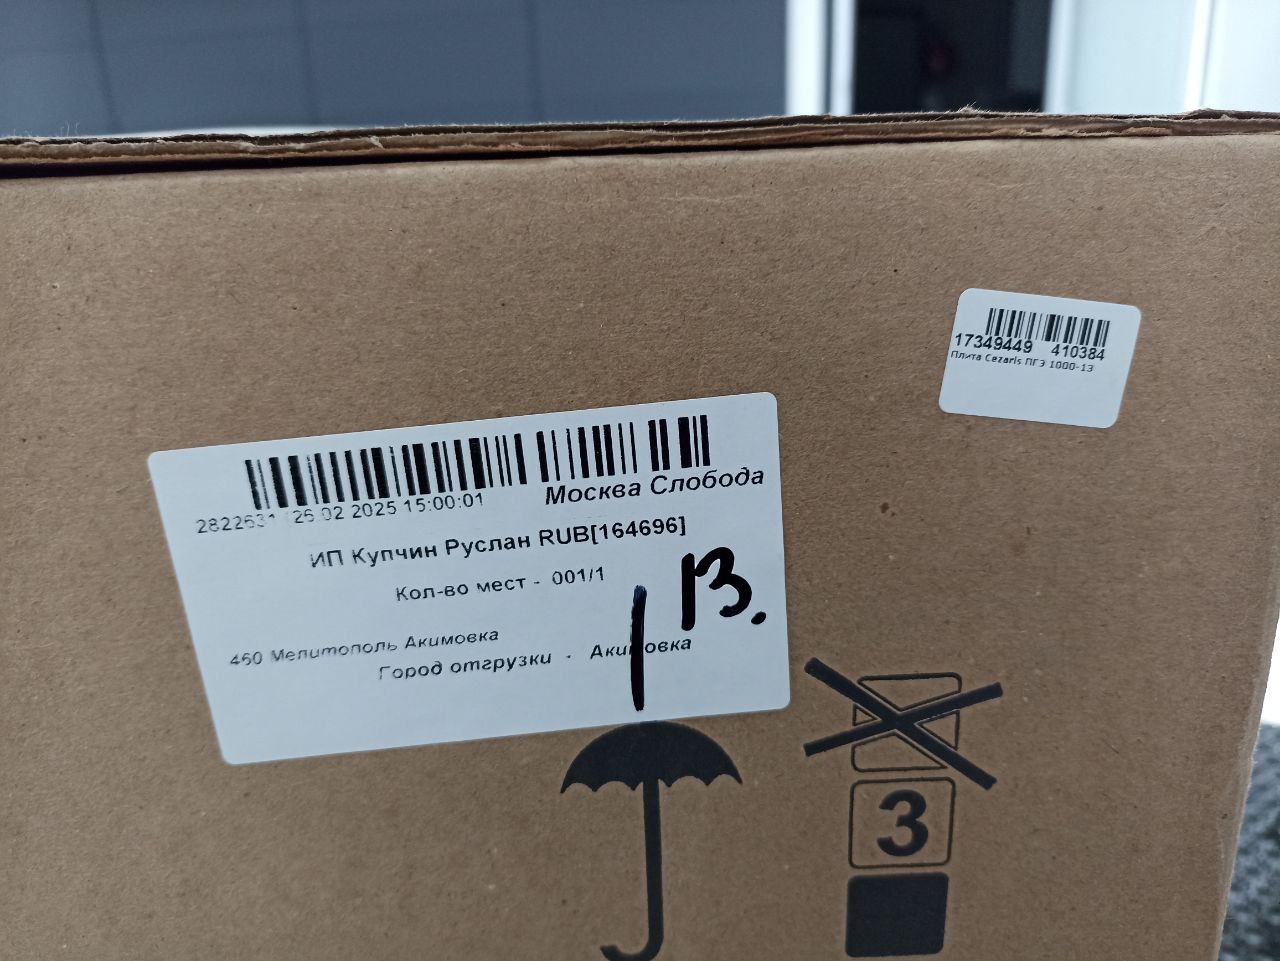 17349449 410384
Плита Cezaris ПГЭ 1000-13
2822631 26 02 2025 15:00:01
Москва Слобода
ИП Купчин Руслан RUB[164696]
Кол-во мест - 001/1
13.
460 Мелитополь Акимовка
Город отгрузки - Акимовка
3